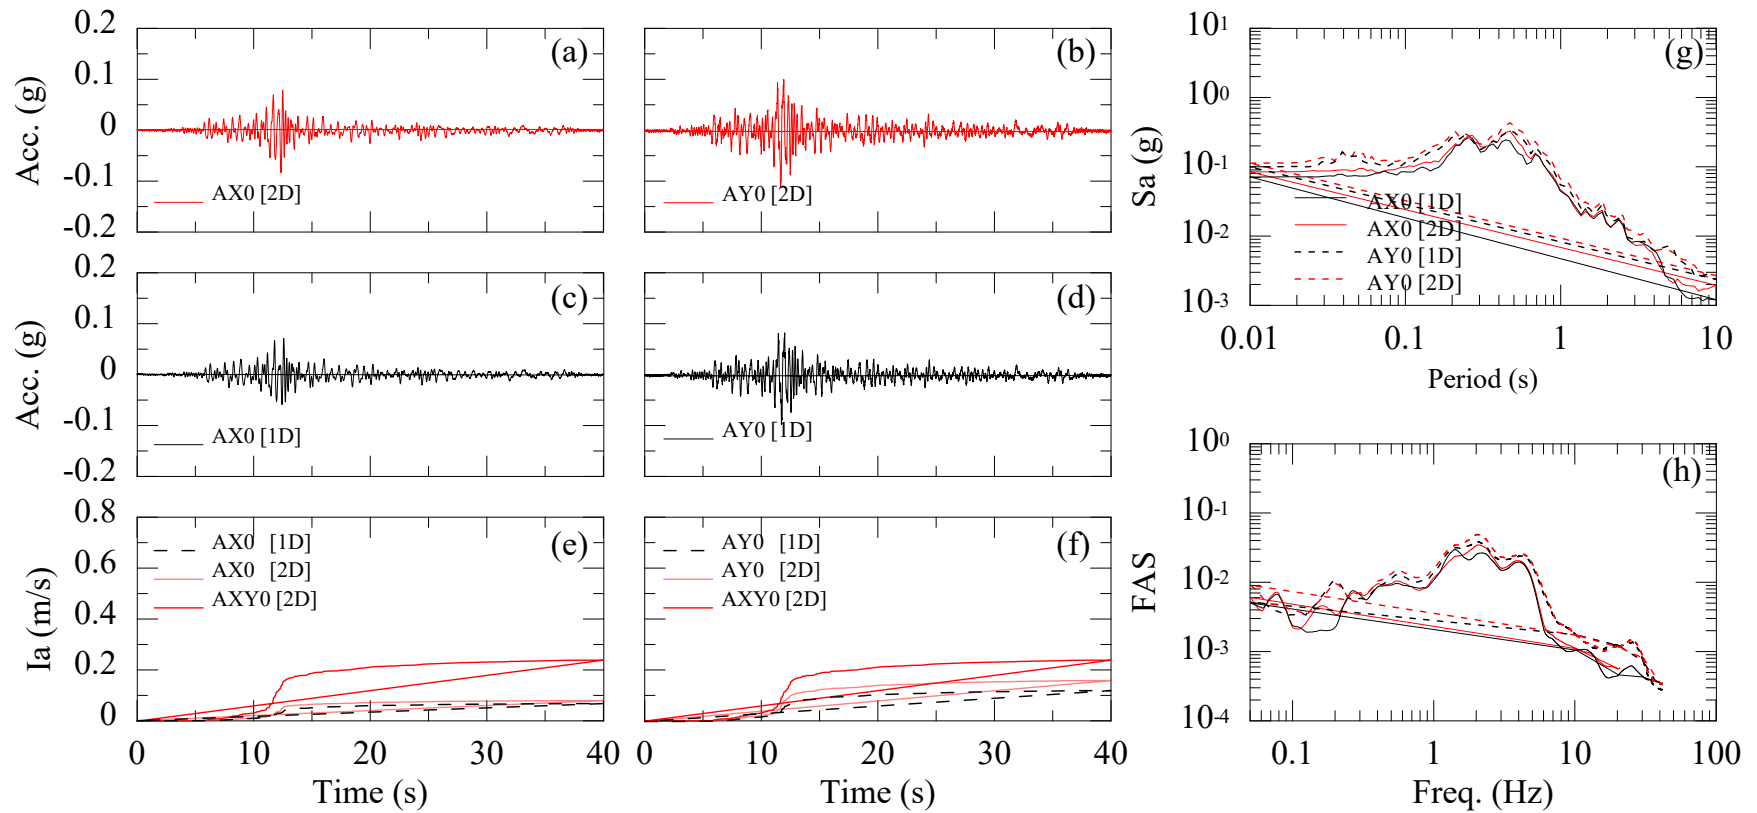 0.2
0.1
0
-0.1
-0.2
Acc. (g)
(a)
AX0 [2D]
(b)
AY0 [2D]
0.2
0.1
0
-0.1
-0.2
Acc. (g)
(c)
AX0 [1D]
(d)
AY0 [1D]
0.8
0.6
0.4
0.2
0
Ia (m/s)
(e)
AX0 [1D]
AX0 [2D]
AXY0 [2D]
0 10 20 30 40
Time (s)
(f)
AY0 [1D]
AY0 [2D]
AXY0 [2D]
0 10 20 30 40
Time (s)
10¹
10⁰
10⁻¹
10⁻²
10⁻³
Sa (g)
(g)
AX0 [1D]
AX0 [2D]
AY0 [1D]
AY0 [2D]
0.01 0.1 1 10
Period (s)
10⁰
10⁻¹
10⁻²
10⁻³
10⁻⁴
FAS
(h)
0.1 1 10 100
Freq. (Hz)